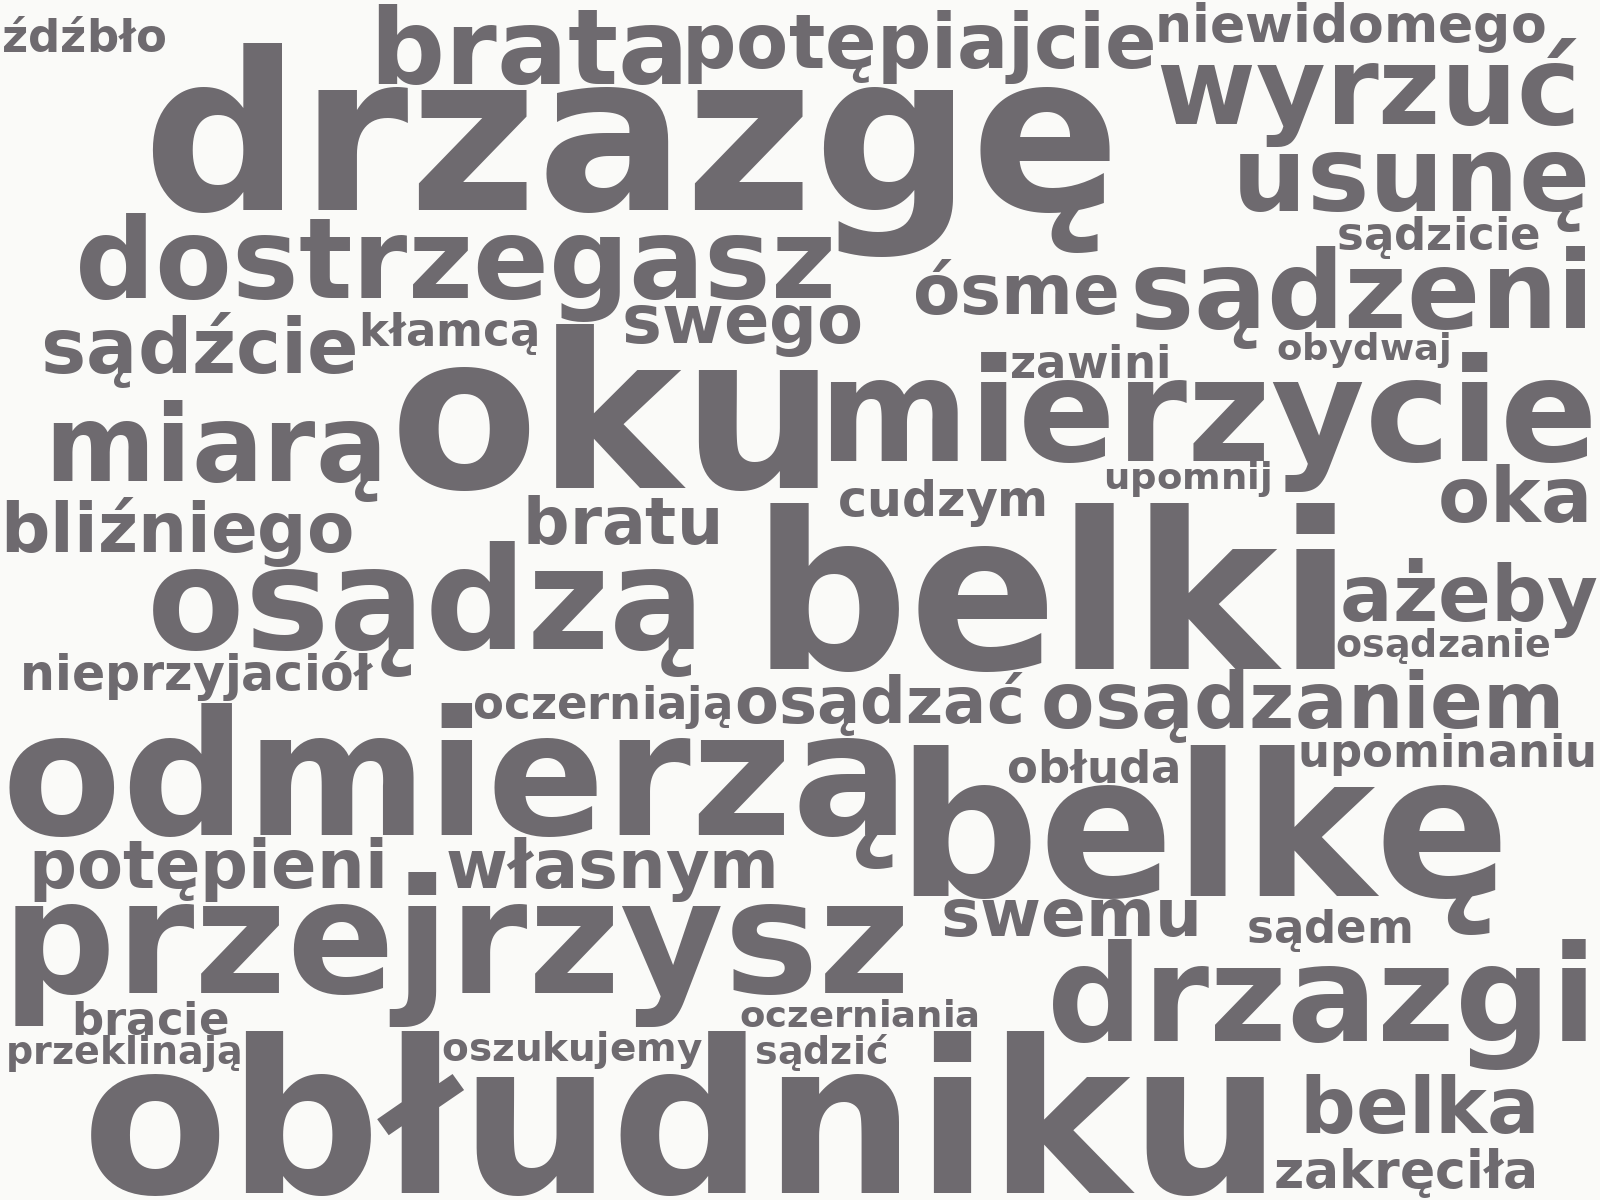 źdźbło
brata
potępiajcie
niewidomego
drzazgę
wyrzuć
usunę
dostrzegasz
sądzicie
ósme
sądzeni
sądźcie
kłamcą
swego
zawini
obydwaj
oku
mierzycie
miarą
upomnij
oka
bliźniego
bratu
cudzym
belki
osądzą
ażeby
osądzanie
nieprzyjaciół
oczerniają
osądzać
osądzaniem
odmierzą
obłuda
upominaniu
belkę
potępieni
własnym
przejrzysz
swemu
sądem
drzazgi
bracie
oczerniania
przeklinają
oszukujemy
sądzić
obłudniku
belka
zakręciła